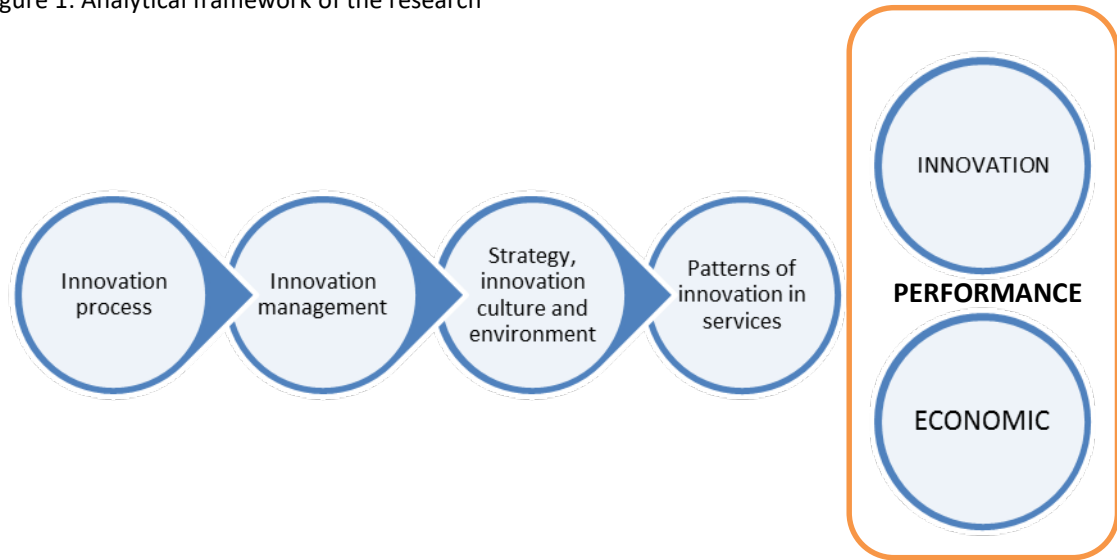 gure 1: Analytical framework of the research
Innovation
process
Innovation
management
Strategy,
innovation
culture and
environment
Patterns of
innovation in
services
INNOVATION
PERFORMANCE
ECONOMIC